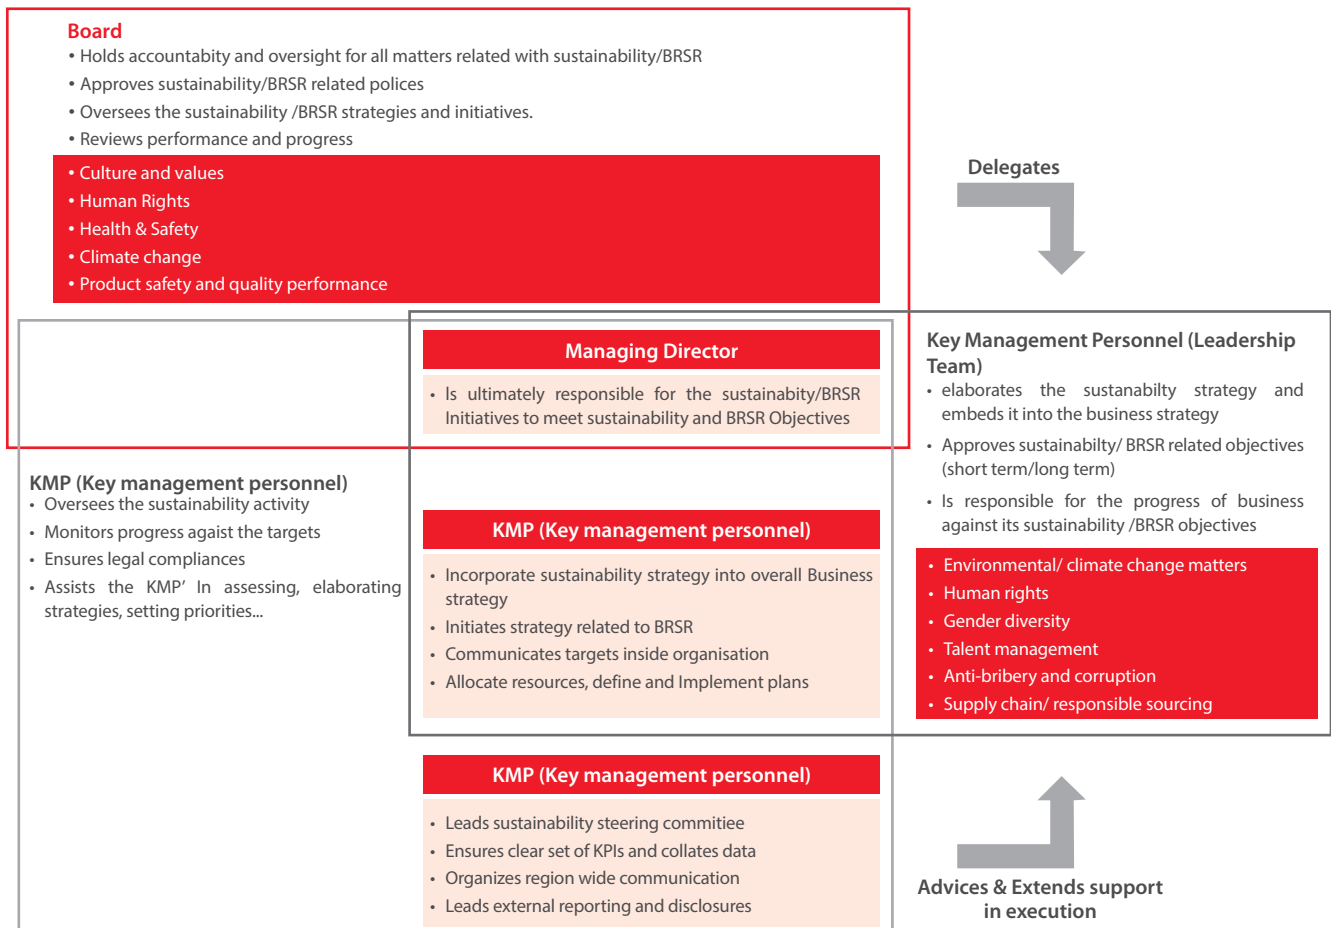 Board
• Holds accountabity and oversight for all matters related with sustainability/BRSR
• Approves sustainability/BRSR related polices
• Oversees the sustainability /BRSR strategies and initiatives.
• Reviews performance and progress
• Culture and values
• Human Rights
• Health & Safety
• Climate change
• Product safety and quality performance
Delegates
Managing Director
• Is ultimately responsible for the sustainabity/BRSR
Initiatives to meet sustainability and BRSR Objectives
Key Management Personnel (Leadership
Team)
• elaborates the sustanabilty strategy and
embeds it into the business strategy
• Approves sustainabilty/ BRSR related objectives
(short term/long term)
• Is responsible for the progress of business
against its sustainability /BRSR objectives
• Environmental/ climate change matters
• Human rights
• Gender diversity
• Talent management
• Anti-bribery and corruption
• Supply chain/ responsible sourcing
KMP (Key management personnel)
• Oversees the sustainability activity
• Monitors progress agaist the targets
• Ensures legal compliances
• Assists the KMP’ In assessing, elaborating
strategies, setting priorities...
KMP (Key management personnel)
• Incorporate sustainability strategy into overall Business
strategy
• Initiates strategy related to BRSR
• Communicates targets inside organisation
• Allocate resources, define and Implement plans
KMP (Key management personnel)
• Leads sustainability steering commitiee
• Ensures clear set of KPIs and collates data
• Organizes region wide communication
• Leads external reporting and disclosures
Advices & Extends support
in execution